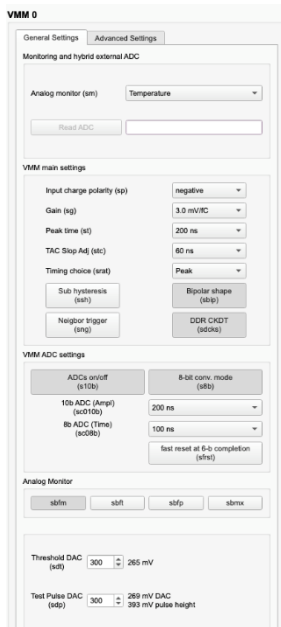 VMM 0
General Settings Advanced Settings
Monitoring and hybrid external ADC
Analog monitor (sm) Temperature
Read ADC
VMM main settings
Input charge polarity (sp) negative
Gain (sg) 3.0 mV/fC
Peak time (st) 200 ns
TAC Slop Adj (stc) 60 ns
Timing choice (srat) Peak
Sub hysteresis Bipolar shape
(ssh) (sbip)
Neigbor trigger DDR CKDT
(sng) (sdcks)
VMM ADC settings
ADCs on/off 8-bit conv. mode
(s10b) (s8b)
10b ADC (Ampl) 200 ns
(sc010b)
8b ADC (Time) 100 ns
(sc08b)
fast reset at 6-b completion
(sfrst)
Analog Monitor
sbfm sbft sbfp sbmx
Threshold DAC 300 265 mV
(sdt)
Test Pulse DAC 300 269 mV DAC
(sdp) 393 mV pulse height